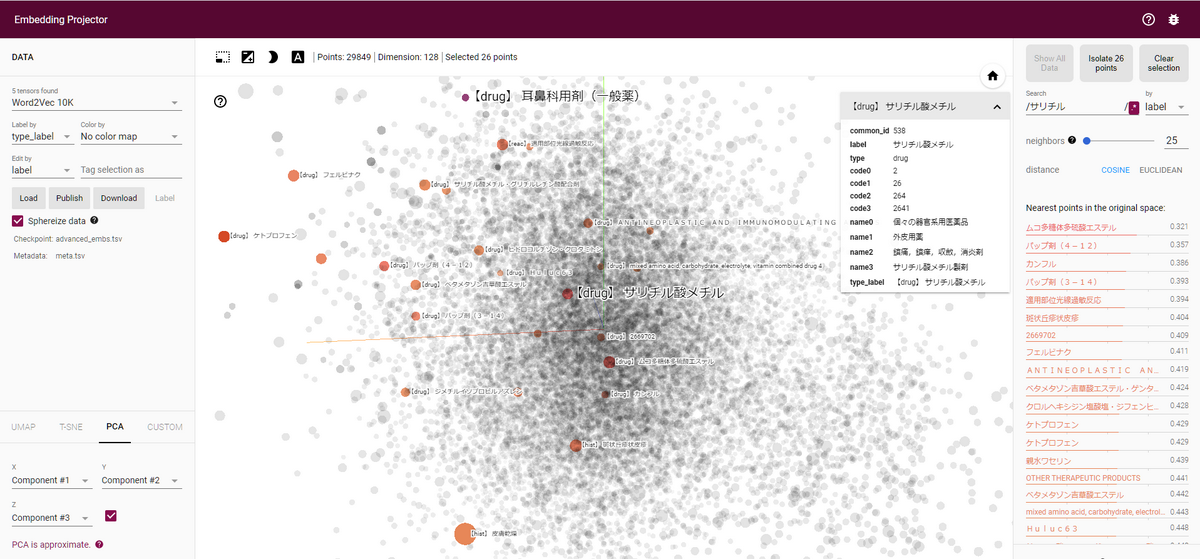 Embedding Projector
DATA
5 tensors found
Word2Vec 10K
Label by
type_label
Color by
No color map
Edit by
label
Tag selection as
Load
Publish
Download
Label
Sphereize data
Checkpoint: advanced_embs.tsv
Metadata: meta.tsv
UMAP
T-SNE
PCA
CUSTOM
X
Component #1
Y
Component #2
Z
Component #3
PCA is approximate.
A
Points: 29849
Dimension: 128
Selected 26 points
【drug】 耳鼻科用剤（一般薬）
【reac】 適用部位光線過敏反応
【drug】 フェルビナク
【drug】 サリチル酸メチル・グリチルレチン酸配合剤
【drug】 ＡＮＴＩＮＥＯＰＬＡＳＴＩＣ ＡＮＤ ＩＭＭＵＮＯＭＯＤＵＬＡＴＩＮＧ
【drug】 ケトプロフェン
【drug】 ヒドロコルチゾン・クロタミトン
【drug】 パップ剤（４－１２）
【drug】 Ｈｕｌｕｃ６３
【drug】 mixed amino acid, carbohydrate, electrolyte, vitamin combined drug 4)
【drug】 ベタメタゾン吉草酸エステル
【drug】 サリチル酸メチル
【drug】 パップ剤（３－１４）
【drug】 2669702
【drug】 ムコ多糖体多硫酸エステル
【drug】 ジメチルイソプロピルアズレン
【drug】 カンフル
【hist】 斑状丘疹状皮疹
【hist】 皮膚乾燥
【drug】 サリチル酸メチル
common_id 538
label サリチル酸メチル
type drug
code0 2
code1 26
code2 264
code3 2641
name0 個々の器官系用医薬品
name1 外皮用薬
name2 鎮痛，鎮痒，収斂，消炎剤
name3 サリチル酸メチル製剤
type_label 【drug】 サリチル酸メチル
Show All Data
Isolate 26 points
Clear selection
Search
/サリチル
/
.*
by
label
neighbors
25
distance
COSINE
EUCLIDEAN
Nearest points in the original space:
ムコ多糖体多硫酸エステル 0.321
パップ剤（４－１２） 0.357
カンフル 0.386
パップ剤（３－１４） 0.393
適用部位光線過敏反応 0.394
斑状丘疹状皮疹 0.404
2669702 0.409
フェルビナク 0.411
ＡＮＴＩＮＥＯＰＬＡＳＴＩＣ ＡＮ... 0.419
ベタメタゾン吉草酸エステル・ゲンタ... 0.424
クロルヘキシジン塩酸塩・ジフェンヒ... 0.428
ケトプロフェン 0.429
ケトプロフェン 0.429
親水ワセリン 0.439
OTHER THERAPEUTIC PRODUCTS 0.441
ベタメタゾン吉草酸エステル 0.442
mixed amino acid, carbohydrate, electrol... 0.443
Ｈｕｌｕｃ６３ 0.448